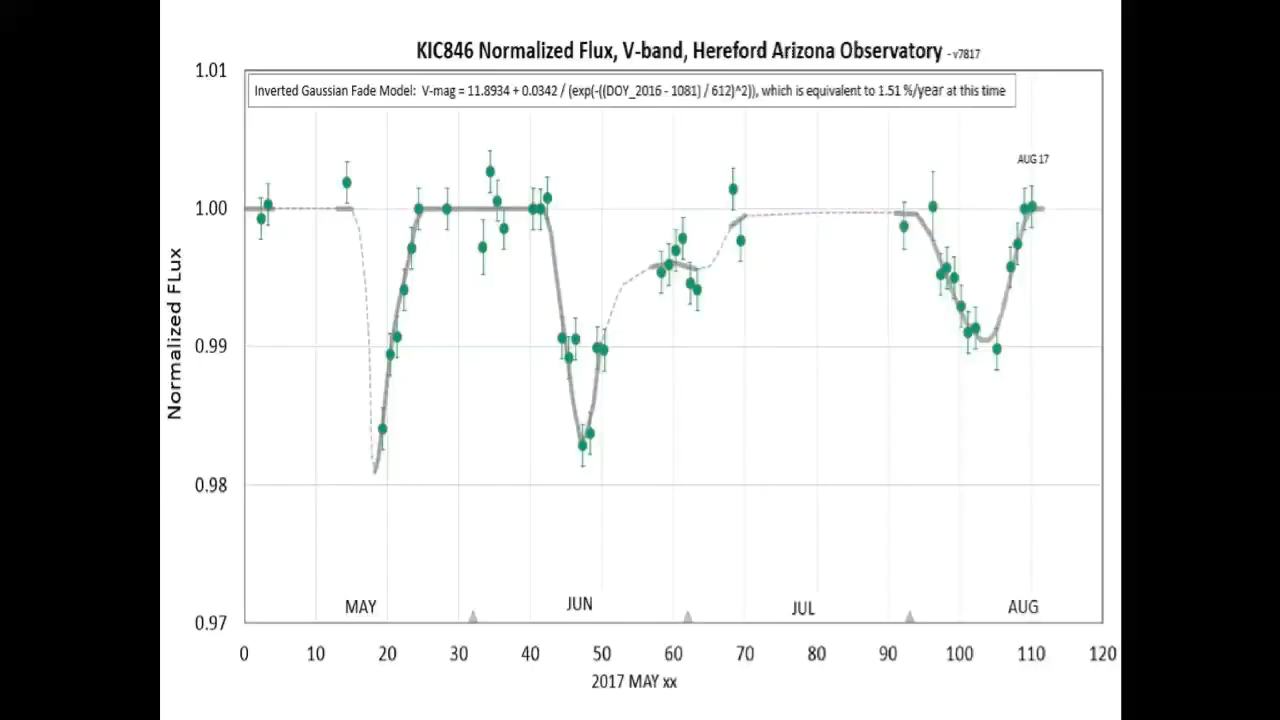 KIC846 Normalized Flux, V-band, Hereford Arizona Observatory - v7817
1.01
Inverted Gaussian Fade Model: V-mag = 11.8934 + 0.0342 / (exp(-((DOY_2016 - 1081) / 612)^2)), which is equivalent to 1.51 %/year at this time
AUG 17
1.00
Normalized FLux
0.99
0.98
MAY JUN JUL AUG
0.97
0 10 20 30 40 50 60 70 80 90 100 110 120
2017 MAY xx